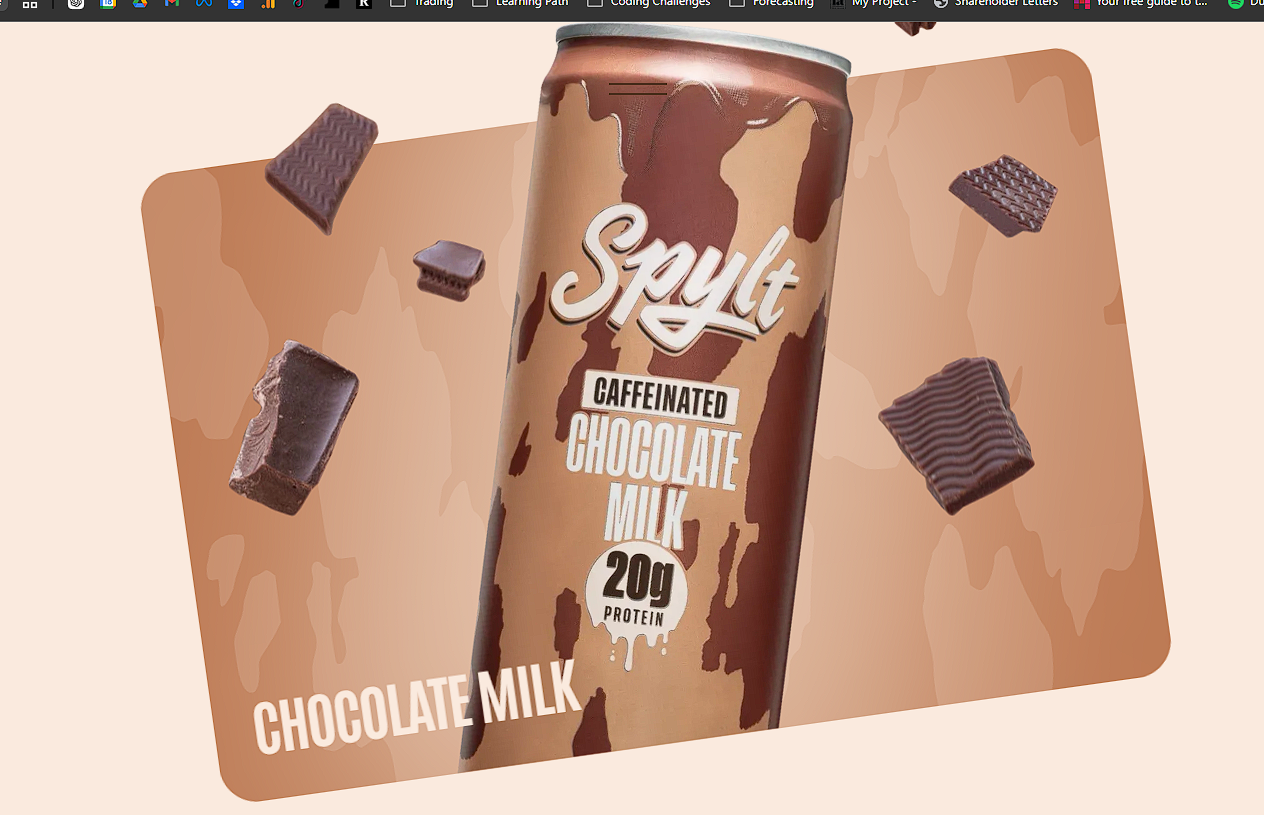 Trading
Learning Path
Coding Challenges
Forecasting
My Project -
Shareholder Letters
Your free guide to t...
Spylt
CAFFEINATED
CHOCOLATE
MILK
20g
PROTEIN
CHOCOLATE MILK